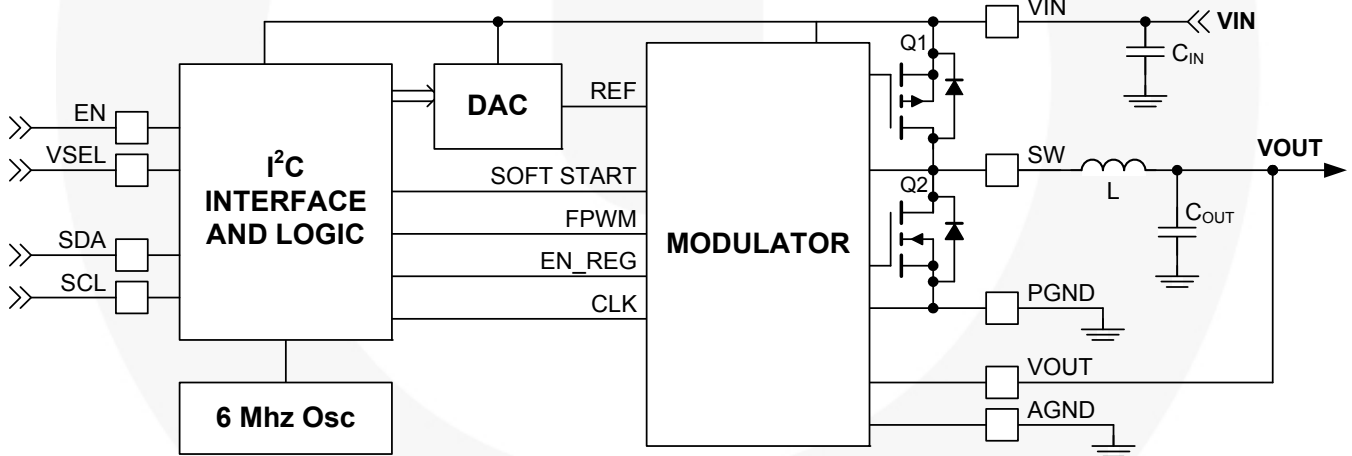 VIN
VIN
Q1
C_IN
EN
DAC
REF
VSEL
I²C
INTERFACE
AND LOGIC
SOFT START
SW
VOUT
Q2
L
FPWM
C_OUT
SDA
MODULATOR
EN_REG
SCL
CLK
PGND
VOUT
6 Mhz Osc
AGND